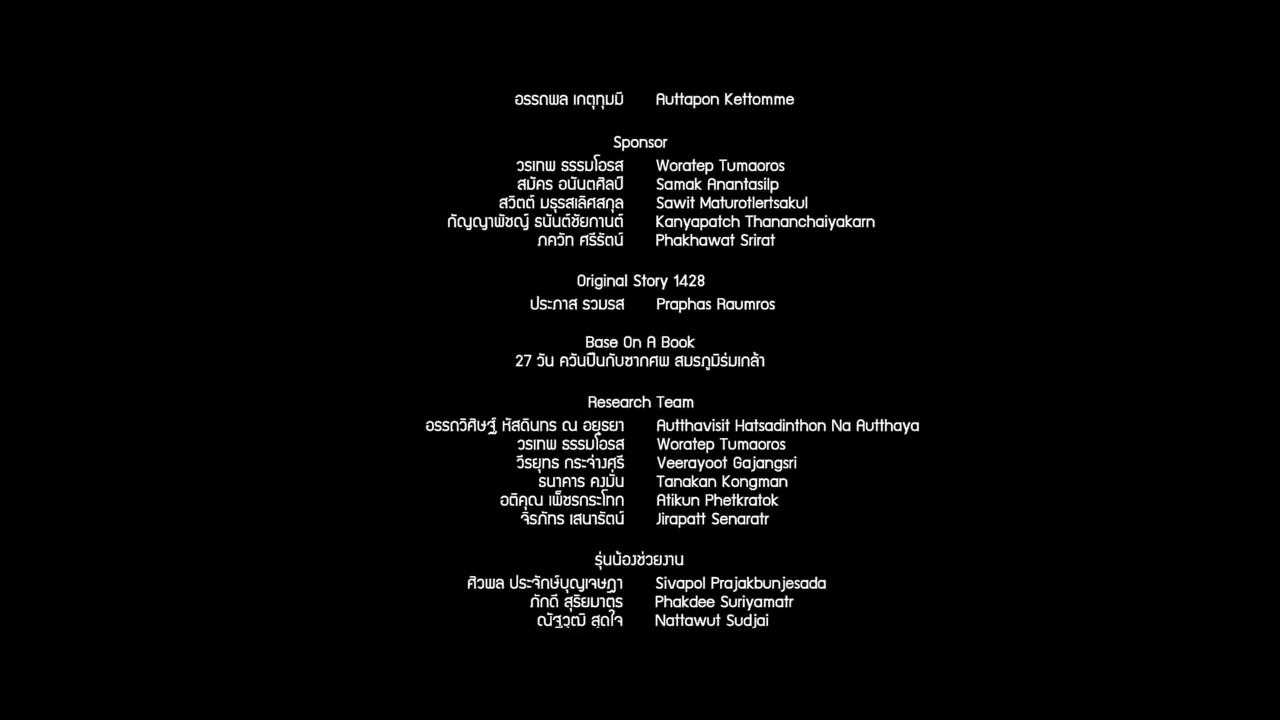 อรรถพล เกตุทุมมี Auttapon Kettomme
Sponsor
วรเทพ ธรรมโอรส Woratep Tumaoros
สมัคร อนันตศิลป์ Samak Anantasilp
สวิตต์ มธุรสเลิศสกุล Sawit Maturotlertsakul
กัญญาพัชญ์ ธนันต์ชัยกานต์ Kanyapatch Thananchaiyakarn
ภควัท ศรีรัตน์ Phakhawat Srirat
Original Story 1428
ประภาส รวมรส Praphas Raumros
Base On A Book
27 วัน ควันปืนกับซากศพ สมรภูมิร่มเกล้า
Research Team
อรรถวิศิษฐ์ หัสดินทร ณ อยุธยา Autthavisit Hatsadinthon Na Autthaya
วรเทพ ธรรมโอรส Woratep Tumaoros
วีรยุทธ กระจ่างศรี Veerayoot Gajangsri
ธนาคาร คงมั่น Tanakan Kongman
อติคุณ เพ็ชรกระโทก Atikun Phetkratok
จิรภัทร เสนารัตน์ Jirapatt Senaratr
รุ่นน้องช่วยงาน
ศิวพล ประจักษ์บุญเจษฎา Sivapol Prajakbunjesada
ภักดี สุริยมาตร Phakdee Suriyamatr
ณัฐวุฒิ สุดใจ Nattawut Sudjai